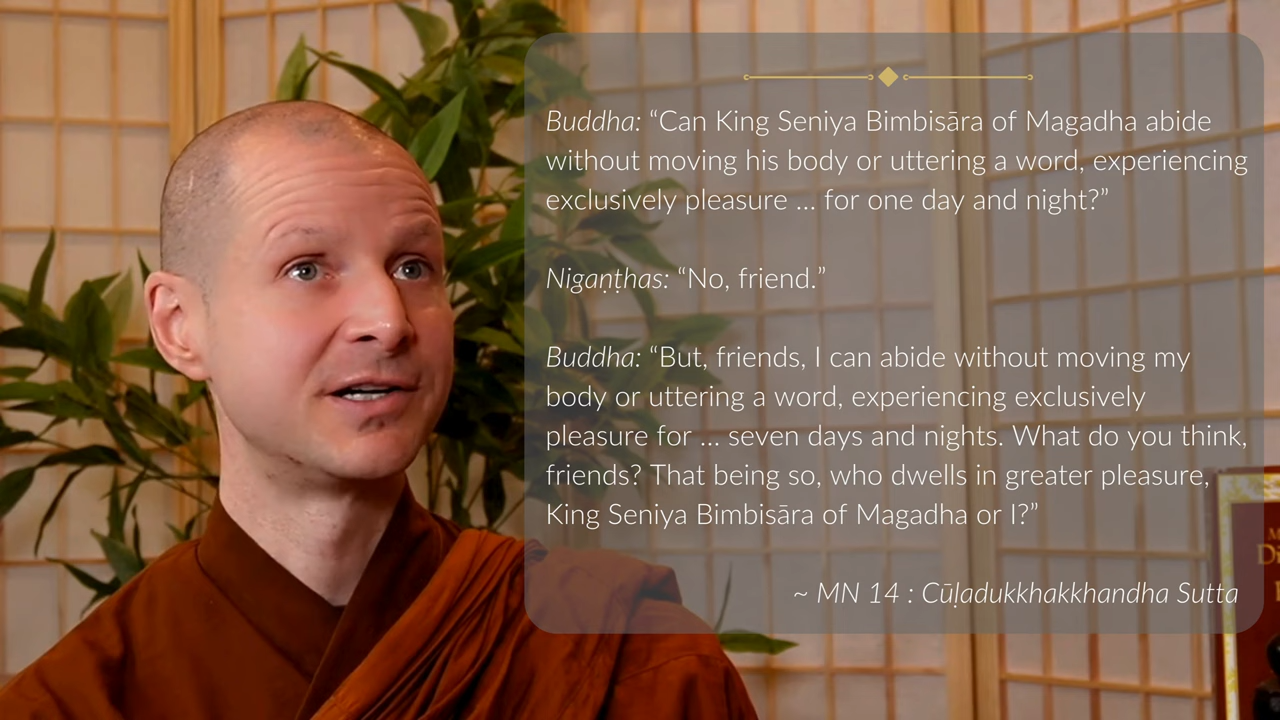 Buddha: “Can King Seniya Bimbisāra of Magadha abide
without moving his body or uttering a word, experiencing
exclusively pleasure ... for one day and night?”
Nigaṇṭhas: “No, friend.”
Buddha: “But, friends, I can abide without moving my
body or uttering a word, experiencing exclusively
pleasure for ... seven days and nights. What do you think,
friends? That being so, who dwells in greater pleasure,
King Seniya Bimbisāra of Magadha or I?”
~ MN 14 : Cūḷadukkhakkhandha Sutta